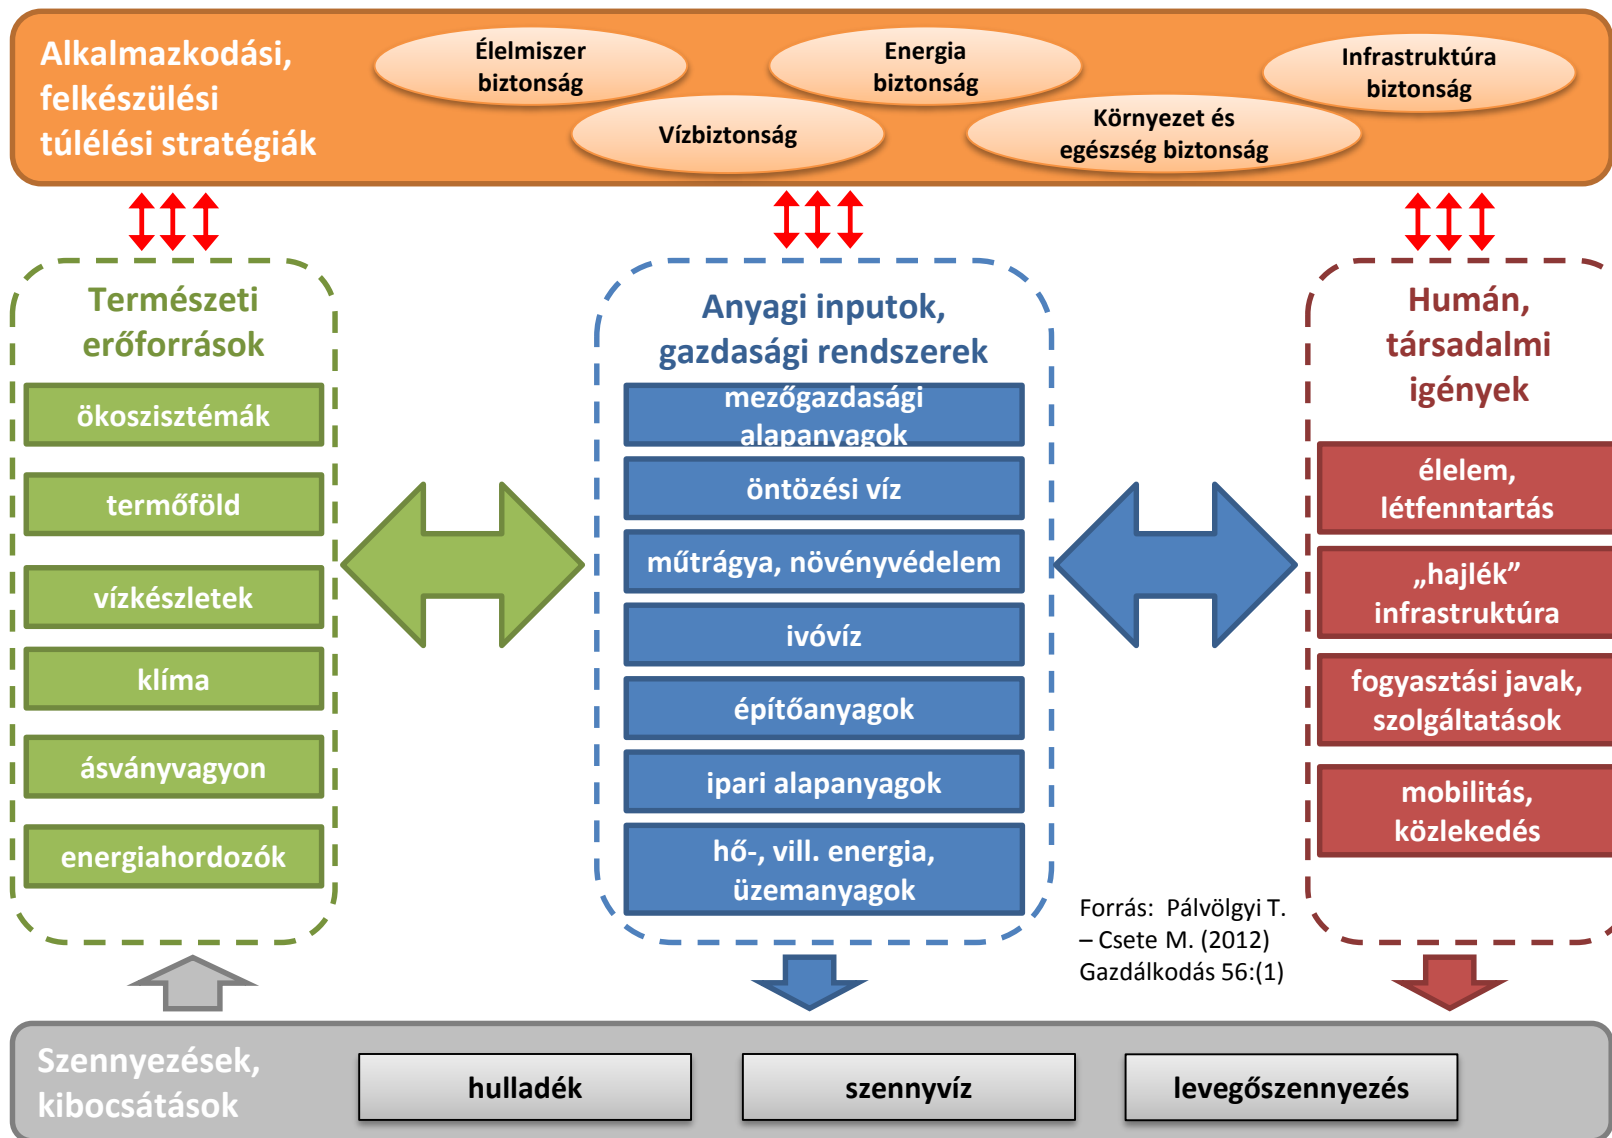 Alkalmazkodási,
felkészülési
túlélési stratégiák
Élelmiszer
biztonság
Energia
biztonság
Infrastruktúra
biztonság
Vízbiztonság
Környezet és
egészség biztonság
Természeti
erőforrások
ökoszisztémák
termőföld
vízkészletek
klíma
ásványvagyon
energiahordozók
Anyagi inputok,
gazdasági rendszerek
mezőgazdasági
alapanyagok
öntözési víz
műtrágya, növényvédelem
ivóvíz
építőanyagok
ipari alapanyagok
hő-, vill. energia,
üzemanyagok
Humán,
társadalmi
igények
élelem,
létfenntartás
„hajlék”
infrastruktúra
fogyasztási javak,
szolgáltatások
mobilitás,
közlekedés
Forrás: Pálvölgyi T.
– Csete M. (2012)
Gazdálkodás 56:(1)
Szennyezések,
kibocsátások
hulladék
szennyvíz
levegőszennyezés